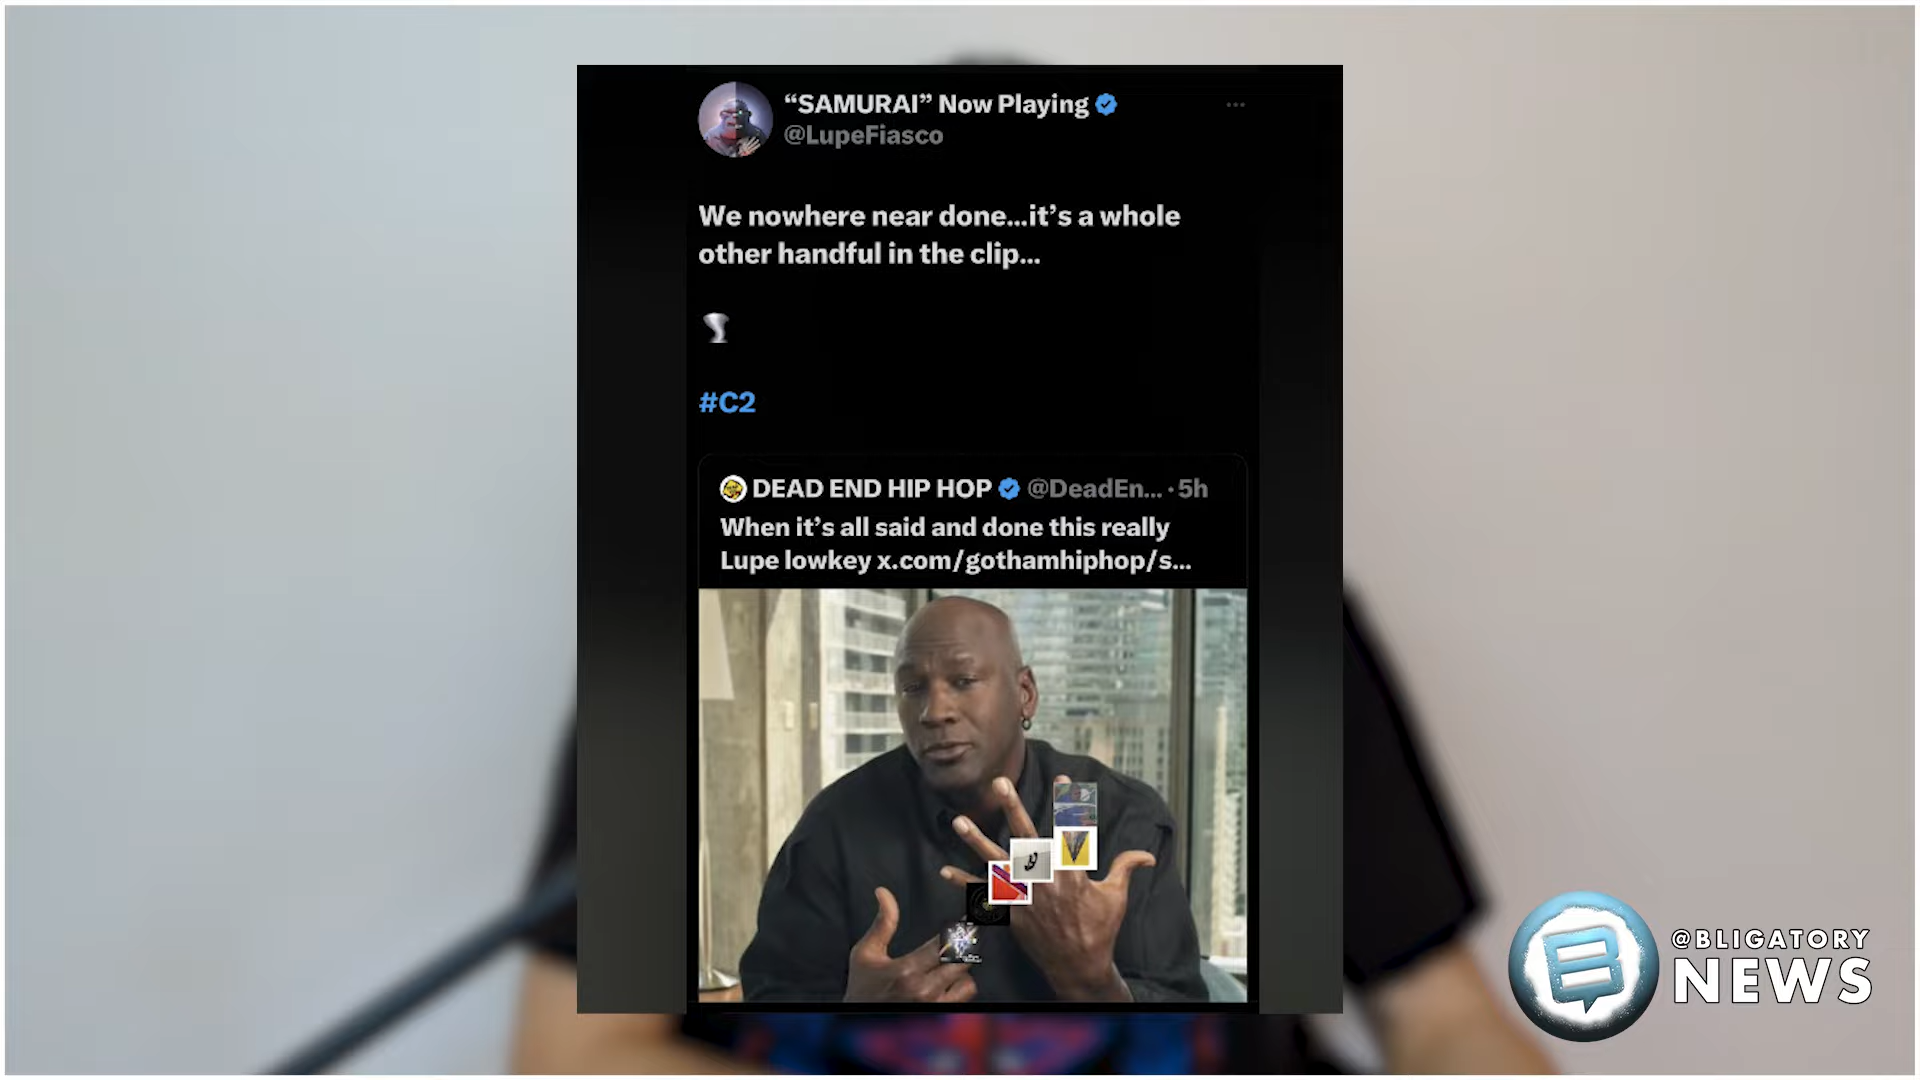 “SAMURAI” Now Playing
@LupeFiasco
We nowhere near done...it’s a whole
other handful in the clip...
#C2
DEAD END HIP HOP @DeadEn... · 5h
When it’s all said and done this really
Lupe lowkey x.com/gothamhiphop/s...
@BLIGATORY
NEWS